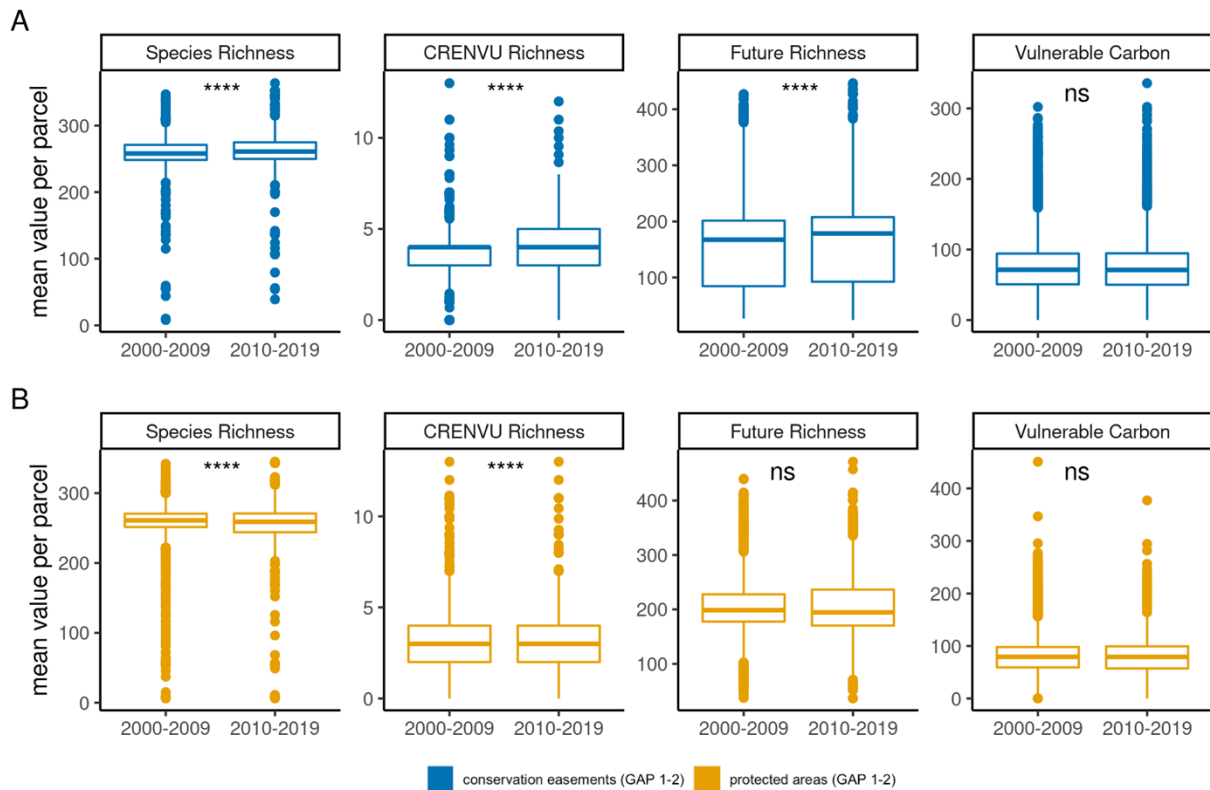 A
Species Richness CRENVU Richness Future Richness Vulnerable Carbon
mean value per parcel
**** **** **** ns
300 200 100 0
10 5 0
400 300 200 100
300 200 100 0
2000-2009 2010-2019 2000-2009 2010-2019 2000-2009 2010-2019 2000-2009 2010-2019
B
Species Richness CRENVU Richness Future Richness Vulnerable Carbon
mean value per parcel
**** **** ns ns
300 200 100 0
10 5 0
400 300 200 100
400 300 200 100 0
2000-2009 2010-2019 2000-2009 2010-2019 2000-2009 2010-2019 2000-2009 2010-2019
conservation easements (GAP 1-2) protected areas (GAP 1-2)